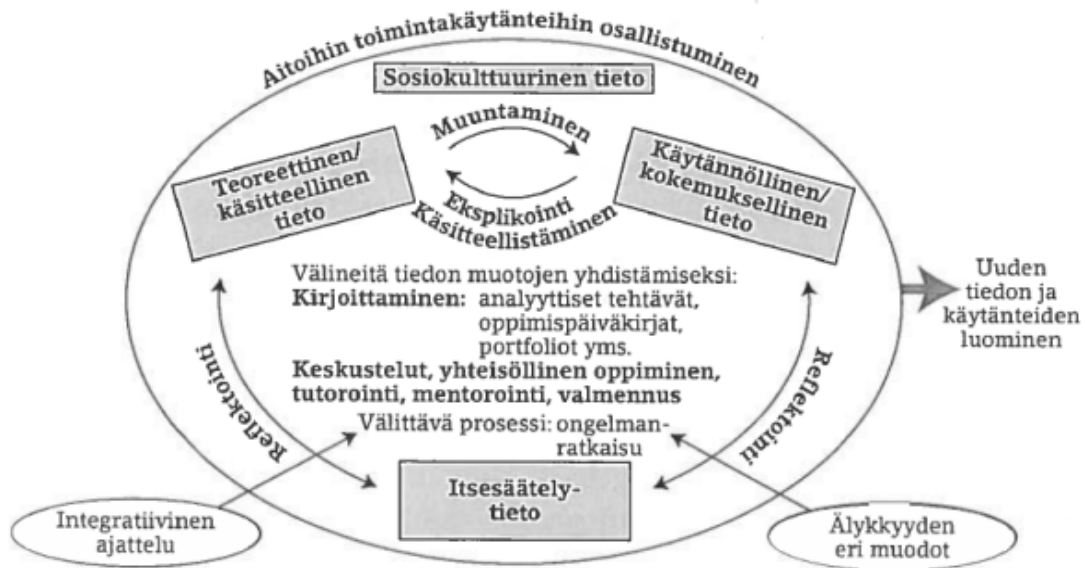 Aitoihin toimintakäytänteihin osallistuminen
Sosiokulttuurinen tieto
Muuntaminen
Teoreettinen/
käsitteellinen
tieto
Käytännöllinen/
kokemuksellinen
tieto
Eksplikointi
Käsitteellistäminen
Välineitä tiedon muotojen yhdistämiseksi:
Kirjoittaminen: analyyttiset tehtävät,
oppimispäiväkirjat,
portfoliot yms.
Keskustelut, yhteisöllinen oppiminen,
tutorointi, mentorointi, valmennus
Välittävä prosessi: ongelman-
ratkaisu
Reflektointi
Reflektointi
Uuden
tiedon ja
käytänteiden
luominen
Itsesäätely-
tieto
Integratiivinen
ajattelu
Älykkyyden
eri muodot